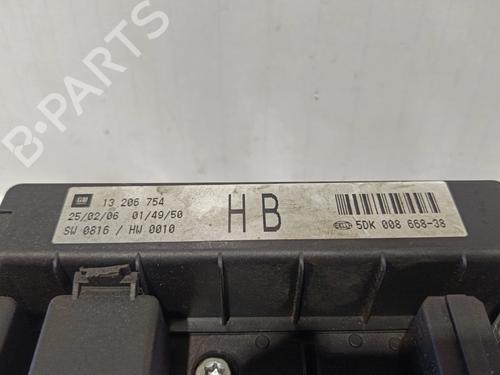 B-PARTS
GM 13 206 754
25/02/06 01/49/50
SW 0816 / HW 0010
HB
HELLA 5DK 008 668-38